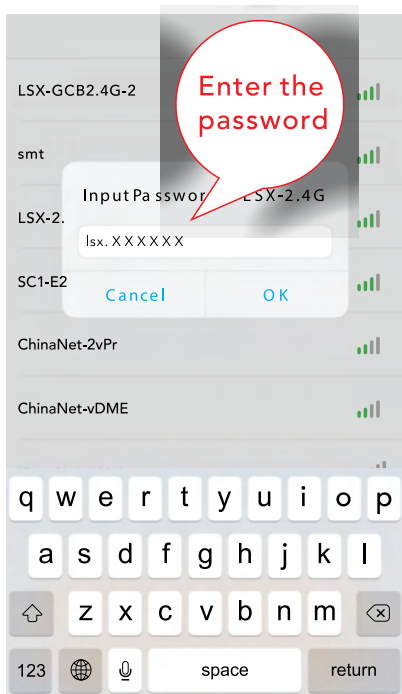 LSX-GCB2.4G-2
Enter the
password
smt
Input Passwor LSX-2.4G
LSX-2.
lsx.XXXXXX
SC1-E2
Cancel OK
ChinaNet-2vPr
ChinaNet-vDME
q w e r t y u i o p
a s d f g h j k l
z x c v b n m
123 space return